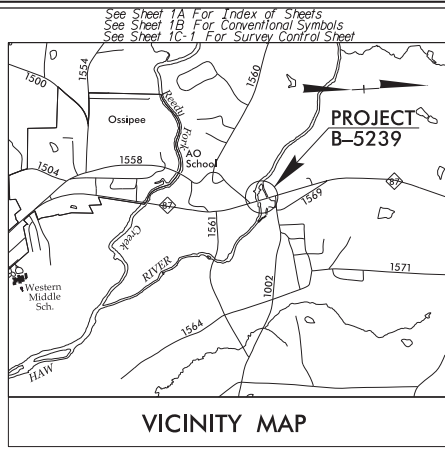 See Sheet 1A For Index of Sheets
See Sheet 1B For Conventional Symbols
See Sheet 1C-1 For Survey Control Sheet
1500
1554
1560
Ossipee
Reedy
Fork
PROJECT
B–5239
AO
School
1504
1558
87
1569
87
1561
Creek
RIVER
1002
1571
Western
Middle
Sch.
1564
HAW
VICINITY MAP